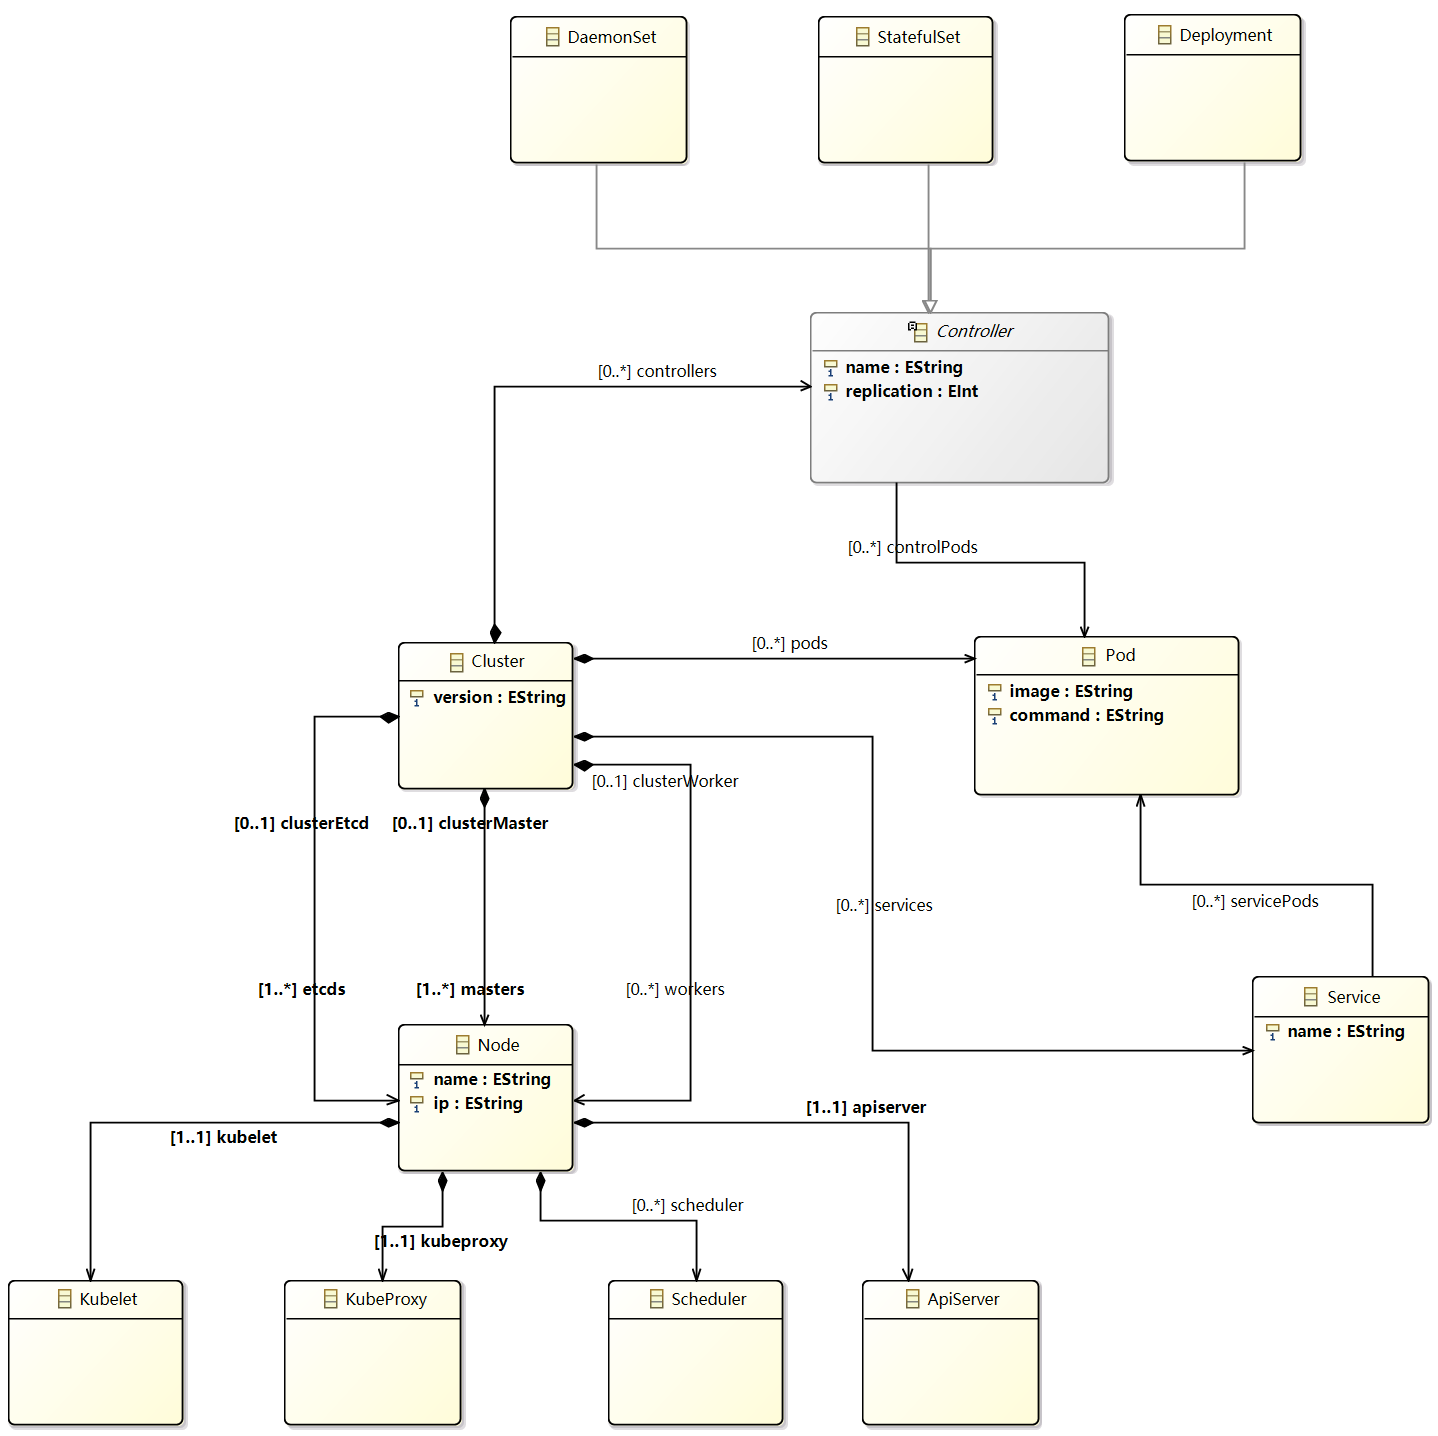 DaemonSet
StatefulSet
Deployment
Controller
name : EString
replication : EInt
[0..*] controllers
[0..*] controlPods
Cluster
version : EString
[0..*] pods
Pod
image : EString
command : EString
[0..1] clusterWorker
[0..1] clusterEtcd
[0..1] clusterMaster
[0..*] services
[0..*] servicePods
[1..*] etcds
[1..*] masters
[0..*] workers
Service
name : EString
Node
name : EString
ip : EString
[1..1] apiserver
[1..1] kubelet
[0..*] scheduler
[1..1] kubeproxy
Kubelet
KubeProxy
Scheduler
ApiServer